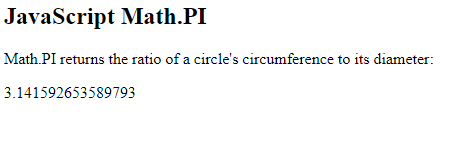 JavaScript Math.PI
Math.PI returns the ratio of a circle's circumference to its diameter:
3.141592653589793